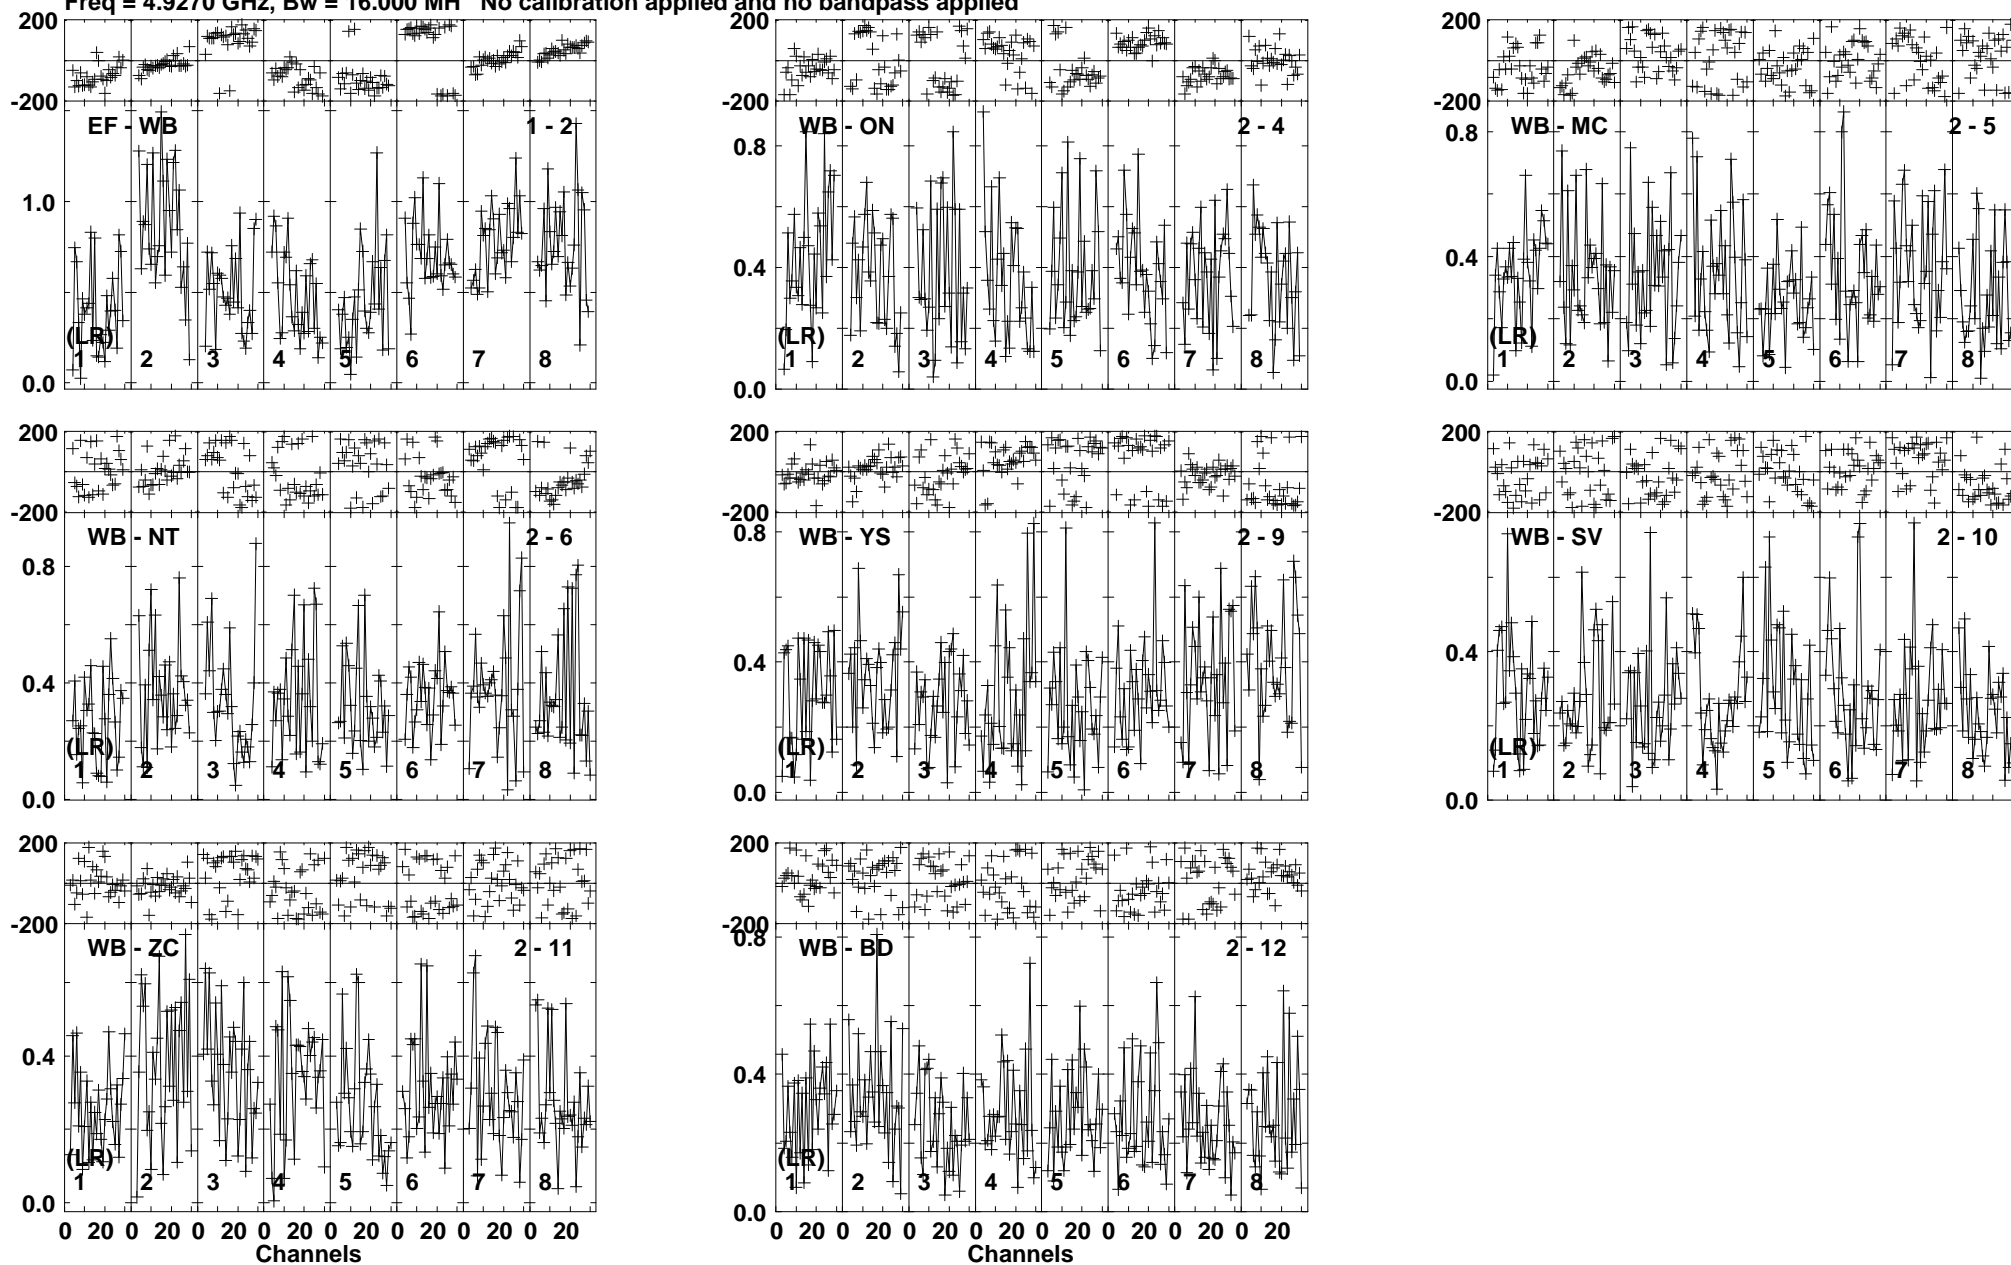 Freq = 4.9270 GHz, Bw = 16.000 MH No calibration applied and no bandpass applied
200
-200
EF - WB 1 - 2
1.0
0.0
(LR)
1 2 3 4 5 6 7 8
WB - ON 2 - 4
200
-200
0.8
0.4
0.0
(LR)
1 2 3 4 5 6 7 8
WB - MC 2 - 5
200
-200
0.8
0.4
0.0
(LR)
1 2 3 4 5 6 7 8
WB - NT 2 - 6
200
-200
0.8
0.4
0.0
(LR)
1 2 3 4 5 6 7 8
WB - YS 2 - 9
200
-200
0.8
0.4
0.0
(LR)
1 2 3 4 5 6 7 8
WB - SV 2 - 10
200
-200
0.4
0.0
(LR)
1 2 3 4 5 6 7 8
WB - ZC 2 - 11
200
-200
0.4
0.0
(LR)
1 2 3 4 5 6 7 8
0 20 0 20 0 20 0 20 0 20 0 20 0 20 0 20
Channels
WB - BD 2 - 12
200
-200
0.8
0.4
0.0
(LR)
1 2 3 4 5 6 7 8
0 20 0 20 0 20 0 20 0 20 0 20 0 20 0 20
Channels